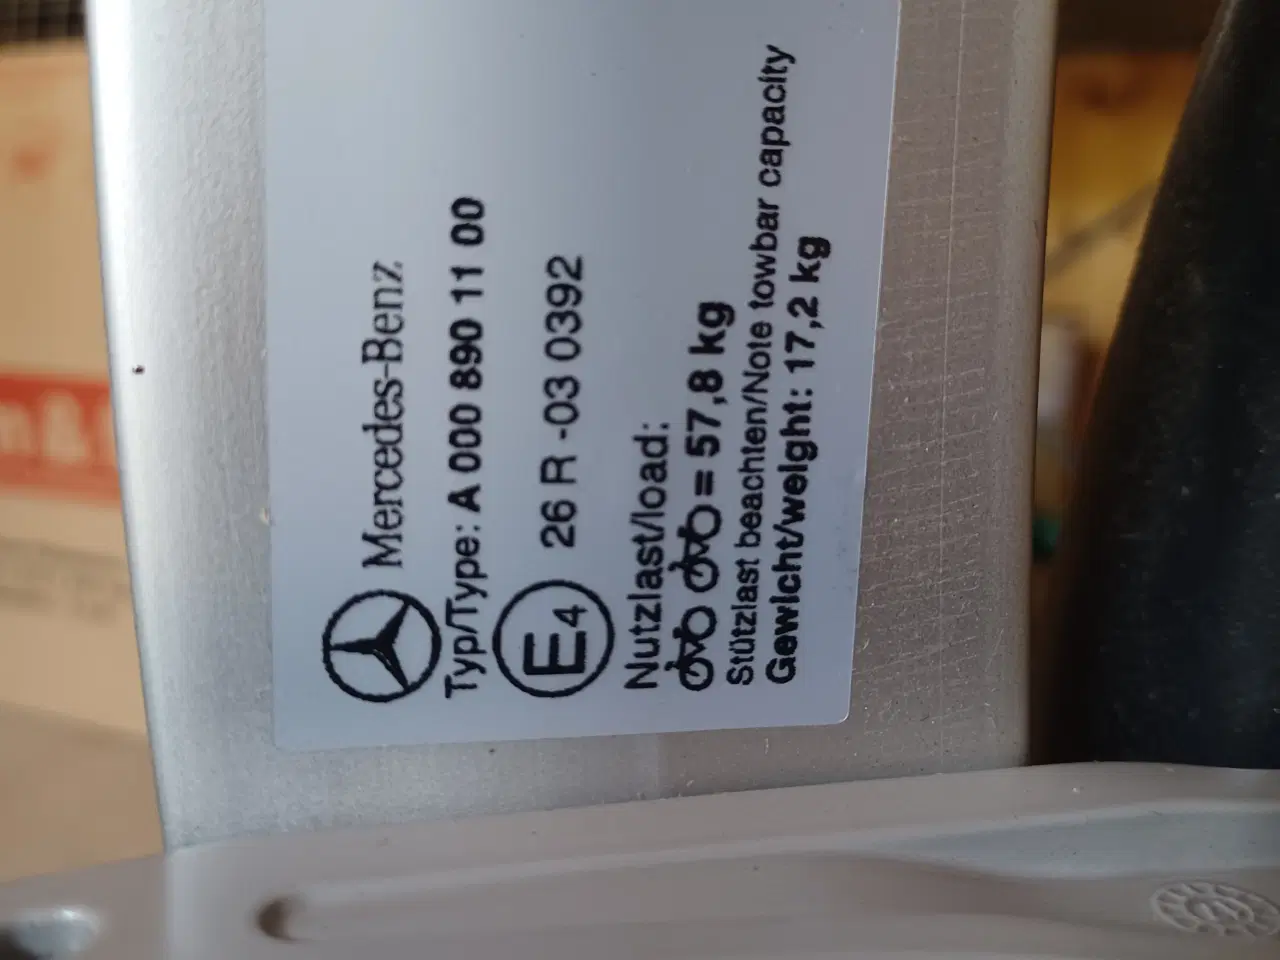 Mercedes-Benz
Typ/Type: A 000 890 11 00
E4 26 R -03 0392
Nutzlast/load:
= 57,8 kg
Stützlast beachten/Note towbar capacity
Gewicht/weight: 17,2 kg